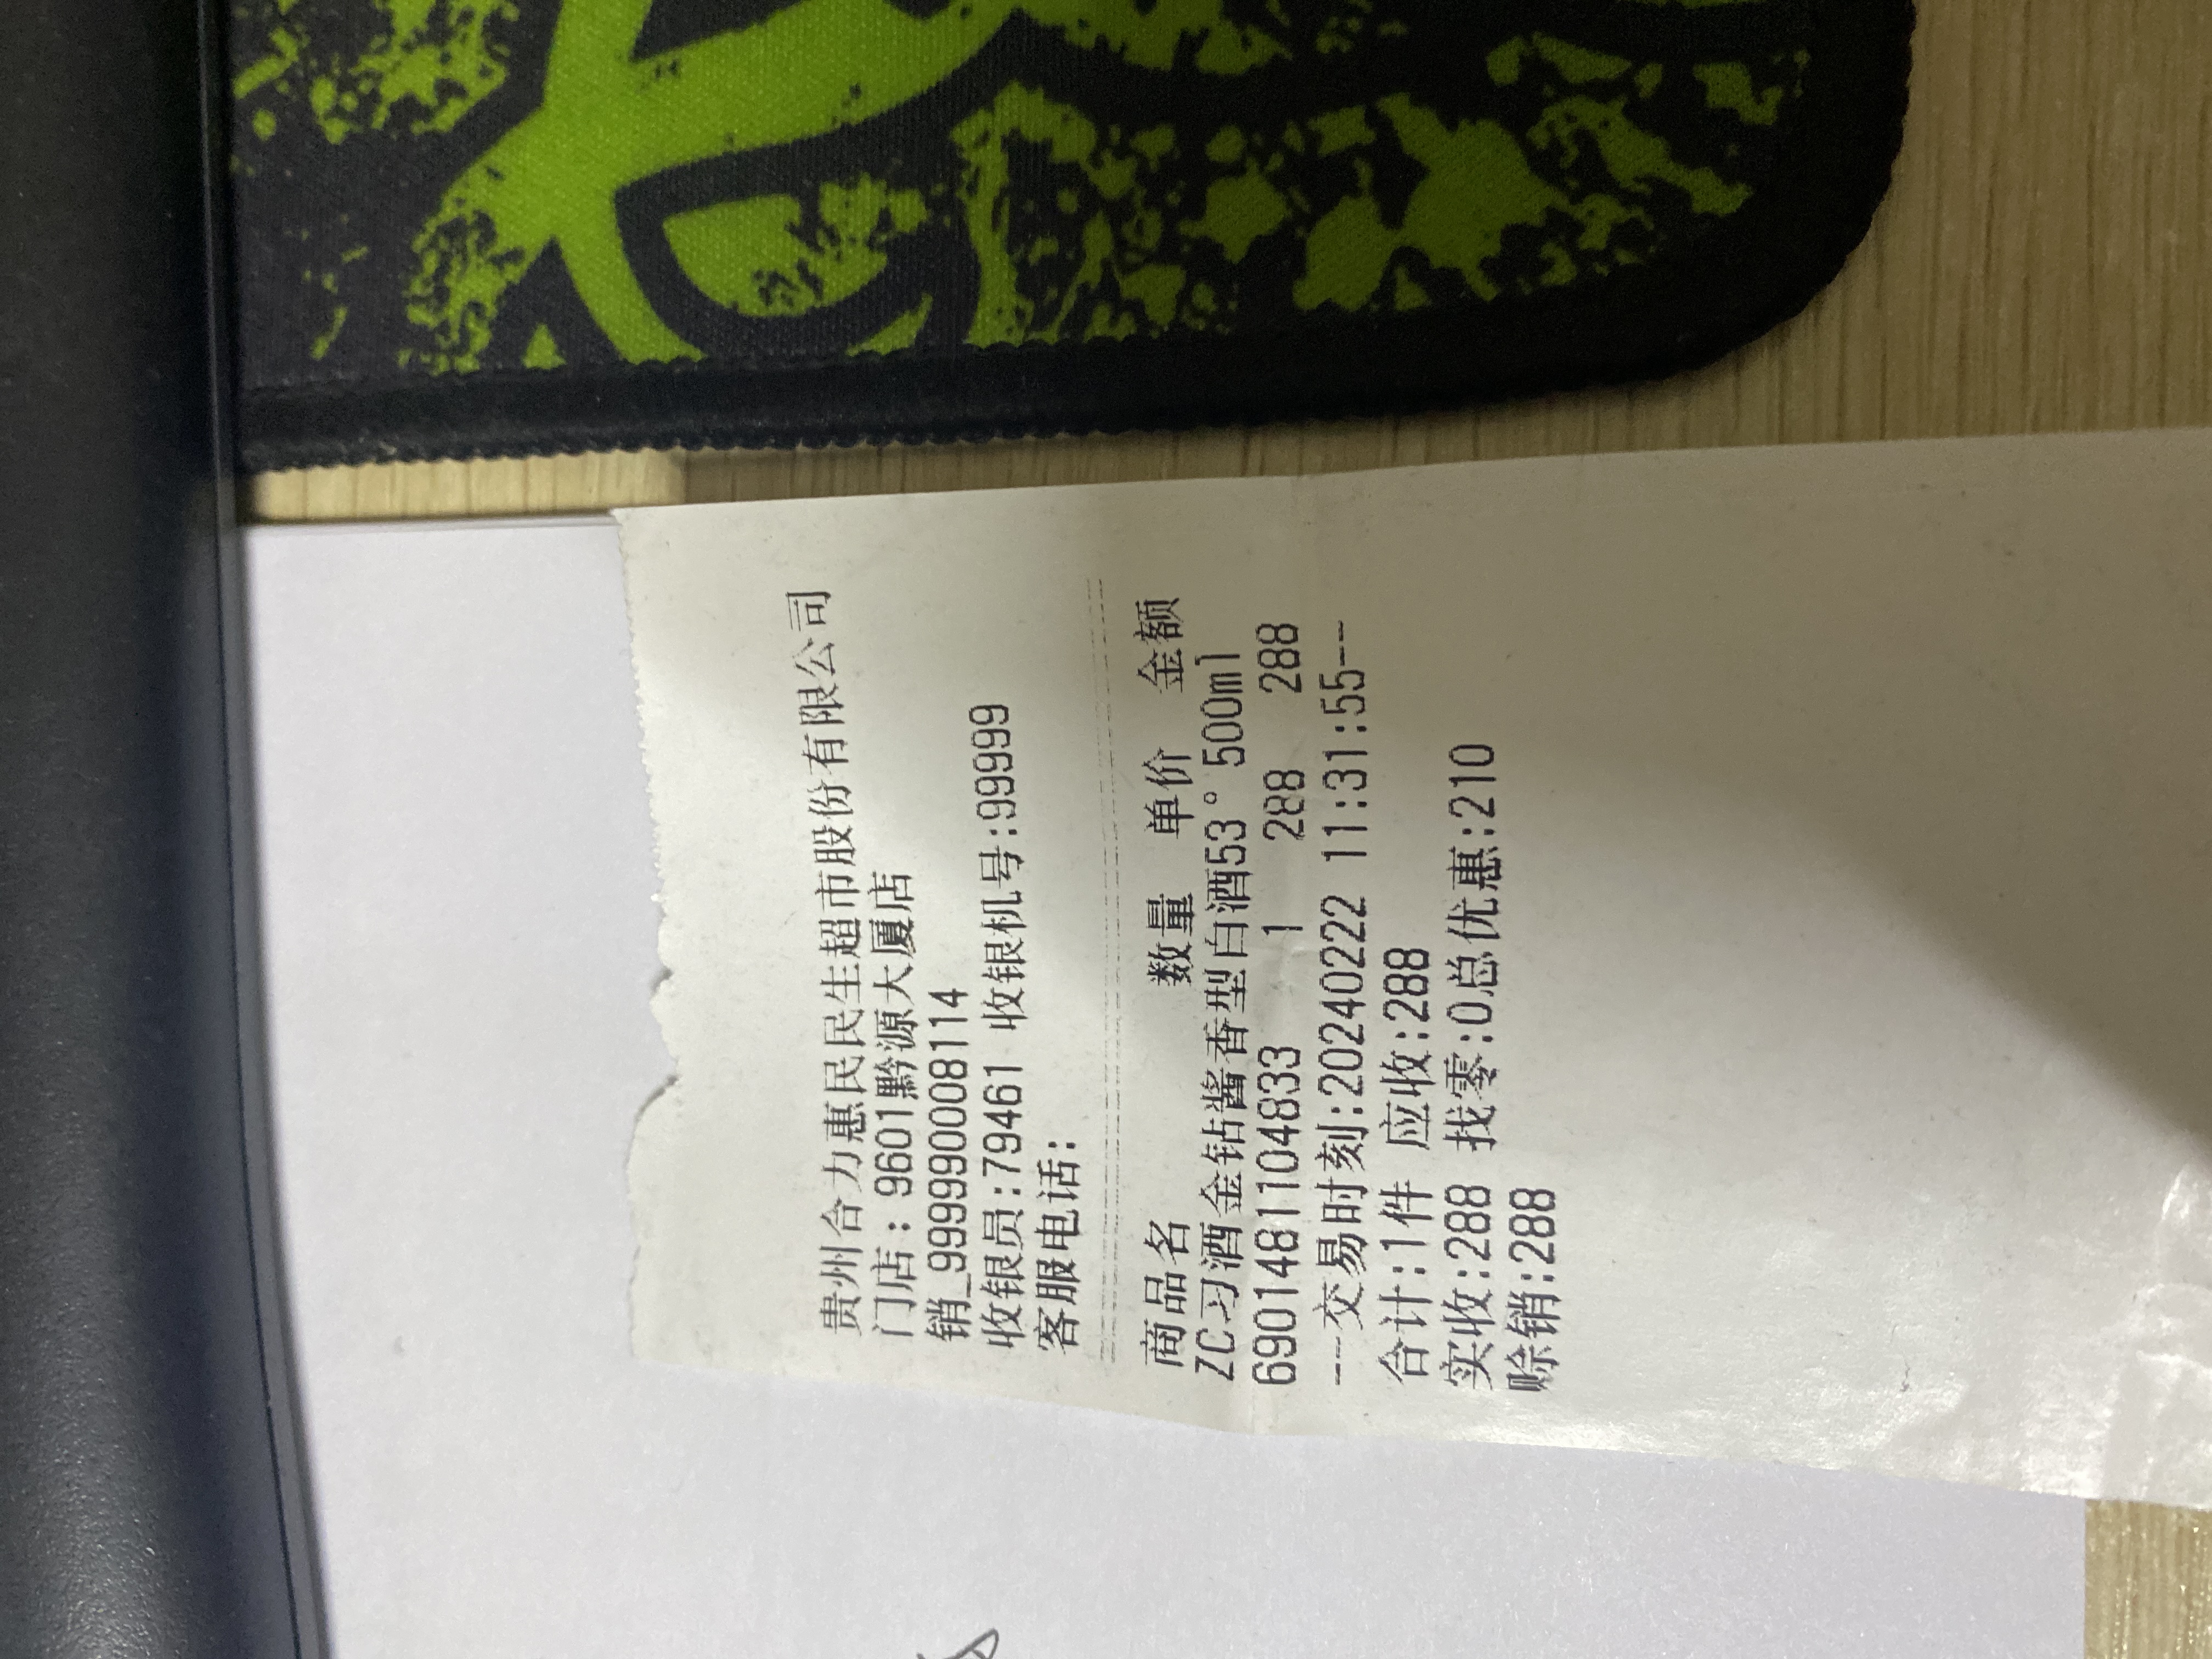 贵州合力惠民民生超市股份有限公司
门店: 9601黔源大厦店
销_999990008114
收银员:79461 收银机号:99999
客服电话:
商品名 数量 单价 金额
ZC习酒金钻酱香型白酒53°500ml
6901481104833 1 288 288
---交易时刻:20240222 11:31:55---
合计:1件 应收:288
实收:288 找零:0总优惠:210
赊销:288